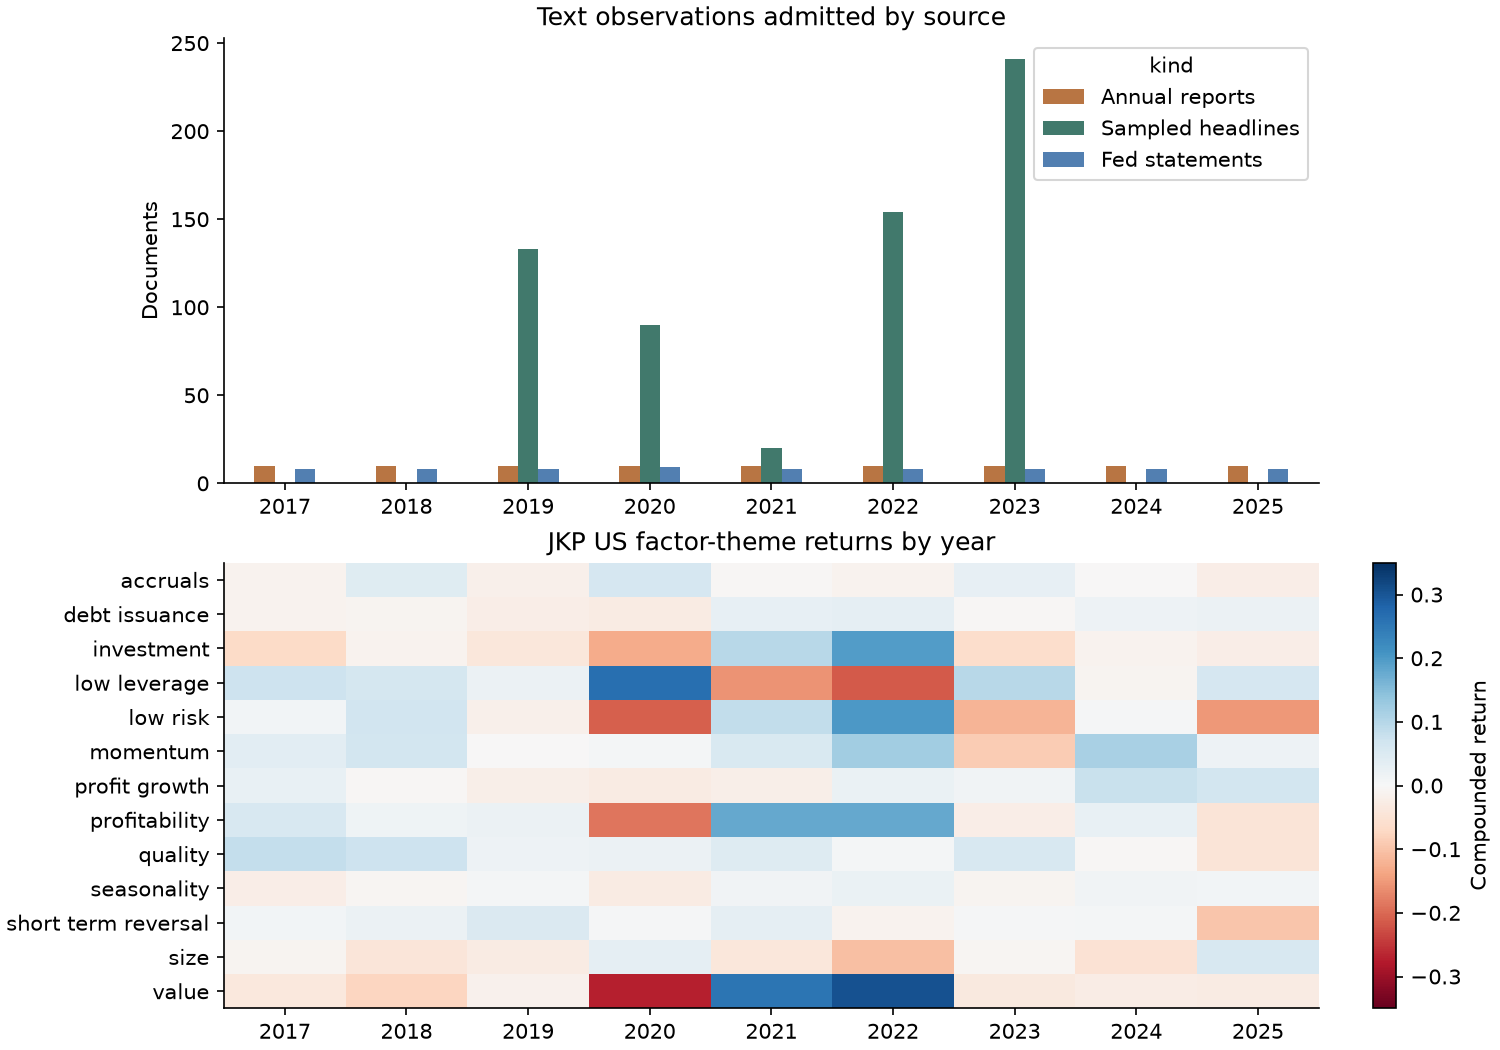 Text observations admitted by source
250
200
150
100
50
0
Documents
kind
Annual reports
Sampled headlines
Fed statements
2017 2018 2019 2020 2021 2022 2023 2024 2025
JKP US factor-theme returns by year
accruals
debt issuance
investment
low leverage
low risk
momentum
profit growth
profitability
quality
seasonality
short term reversal
size
value
2017 2018 2019 2020 2021 2022 2023 2024 2025
0.3
0.2
0.1
0.0
−0.1
−0.2
−0.3
Compounded return